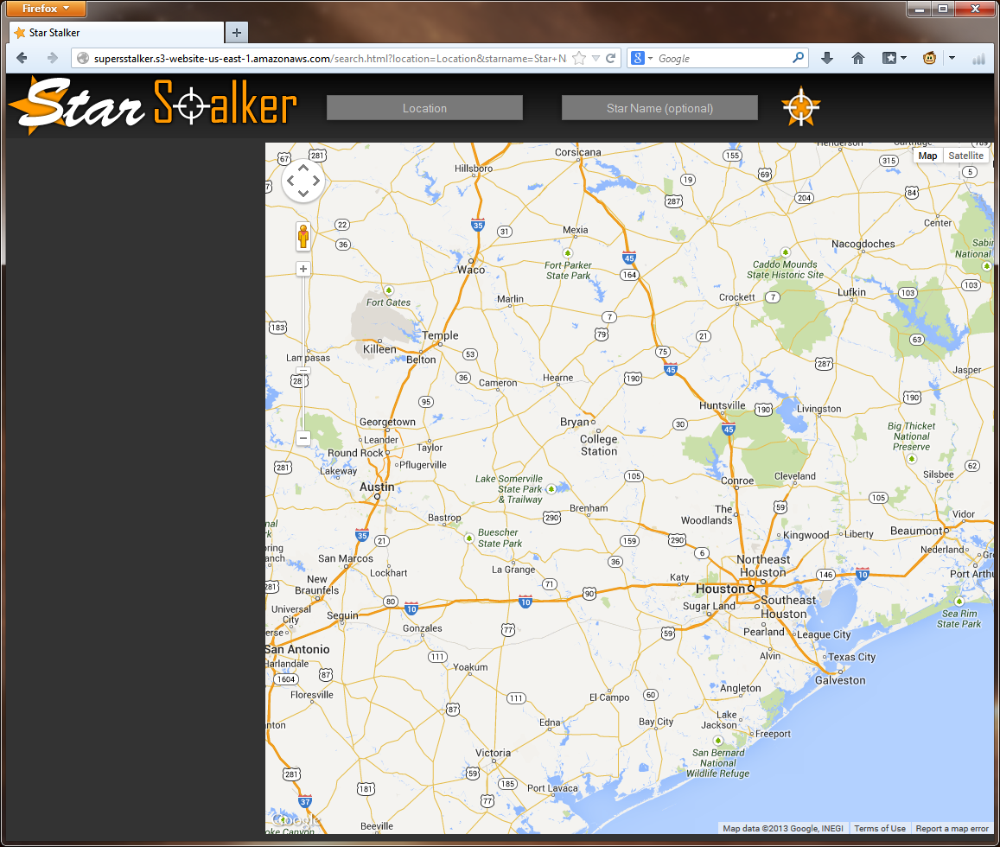 Firefox
Star Stalker
supersstalker.s3-website-us-east-1.amazonaws.com/search.html?location=Location&starname=Star+N
Google
Star Stalker
Location
Star Name (optional)
Map
Satellite
Corsicana
Hillsboro
67
281
155
315
19
69
5
287
204
84
Center
22
35
31
Mexia
36
45
Nacogdoches
Fort Parker
State Park
Caddo Mounds
State Historic Site
National
Waco
164
103
Fort Gates
Marlin
Crockett
7
Lufkin
103
183
7
79
21
63
Temple
Killeen
Belton
Lampasas
53
75
45
287
Jasper
36
Cameron
Hearne
190
190
95
Huntsville
190
Livingston
Georgetown
Bryan
30
45
Big Thicket
National
Preserve
Leander
College
Station
Round Rock
Taylor
Pflugerville
281
Lakeway
62
Silsbee
Lake Somerville
State Park
& Trailway
105
Conroe
Cleveland
Austin
105
Brenham
59
The
Woodlands
Bastrop
290
Vidor
Beaumont
35
21
Buescher
State Park
159
290
Kingwood
Liberty
6
Nederland
San Marcos
36
Northeast
Houston
Lockhart
La Grange
146
10
New
Braunfels
Katy
281
71
90
Houston
80
10
10
Sugar Land
Southeast
Houston
Universal
City
Seguin
Sea Rim
State Park
Gonzales
77
59
Pearland
League City
San Antonio
111
Alvin
Texas City
Harlandale
87
Yoakum
1604
Galveston
Floresville
111
El Campo
60
Angleton
87
Edna
Bay City
Lake
Jackson
Freeport
Victoria
San Bernard
National
Wildlife Refuge
281
59
185
181
Port Lavaca
37
77
Google
Beeville
Map data ©2013 Google, INEGI
Terms of Use
Report a map error